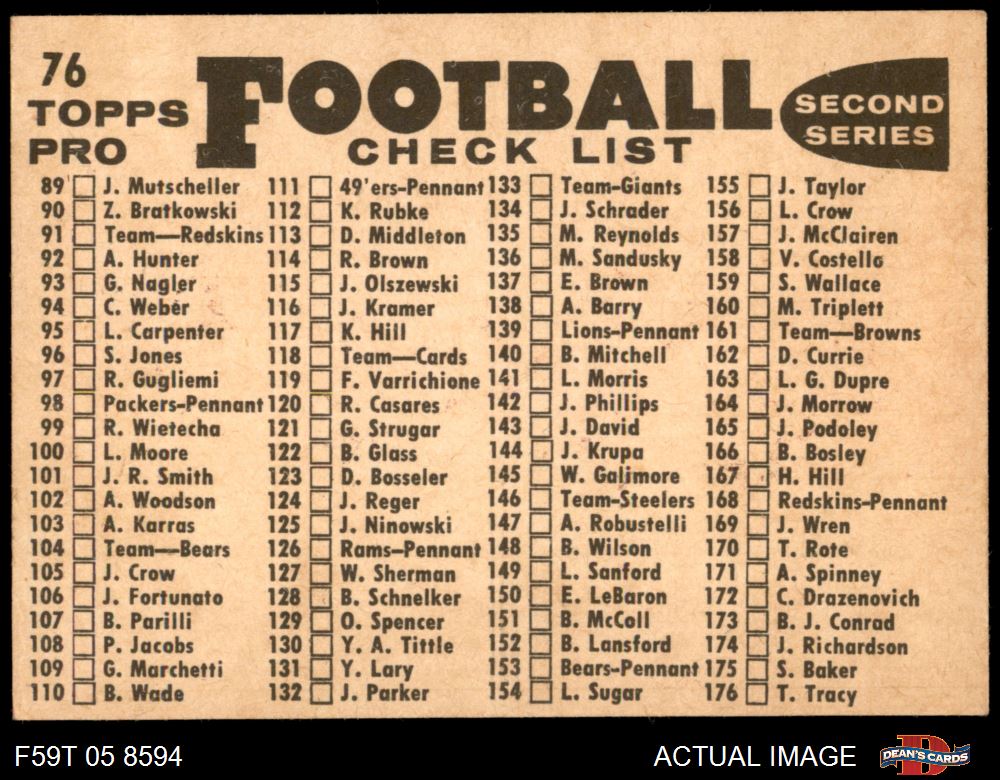 76
TOPPS
PRO
FOOTBALL
CHECK LIST
SECOND
SERIES
89 J. Mutscheller
90 Z. Bratkowski
91 Team—Redskins
92 A. Hunter
93 G. Nagler
94 C. Weber
95 L. Carpenter
96 S. Jones
97 R. Gugliemi
98 Packers-Pennant
99 R. Wietecha
100 L. Moore
101 J. R. Smith
102 A. Woodson
103 A. Karras
104 Team—Bears
105 J. Crow
106 J. Fortunato
107 B. Parilli
108 P. Jacobs
109 G. Marchetti
110 B. Wade
111 49'ers-Pennant
112 K. Rubke
113 D. Middleton
114 R. Brown
115 J. Olszewski
116 J. Kramer
117 K. Hill
118 Team—Cards
119 F. Varrichione
120 R. Casares
121 G. Strugar
122 B. Glass
123 D. Bosseler
124 J. Reger
125 J. Ninowski
126 Rams-Pennant
127 W. Sherman
128 B. Schnelker
129 O. Spencer
130 Y. A. Tittle
131 Y. Lary
132 J. Parker
133 Team-Giants
134 J. Schrader
135 M. Reynolds
136 M. Sandusky
137 E. Brown
138 A. Barry
139 Lions-Pennant
140 B. Mitchell
141 L. Morris
142 J. Phillips
143 J. David
144 J. Krupa
145 W. Galimore
146 Team-Steelers
147 A. Robustelli
148 B. Wilson
149 L. Sanford
150 E. LeBaron
151 B. McColl
152 B. Lansford
153 Bears-Pennant
154 L. Sugar
155 J. Taylor
156 L. Crow
157 J. McClairen
158 V. Costello
159 S. Wallace
160 M. Triplett
161 Team—Browns
162 D. Currie
163 L. G. Dupre
164 J. Morrow
165 J. Podoley
166 B. Bosley
167 H. Hill
168 Redskins-Pennant
169 J. Wren
170 T. Rote
171 A. Spinney
172 C. Drazenovich
173 B. J. Conrad
174 J. Richardson
175 S. Baker
176 T. Tracy
F59T 05 8594
ACTUAL IMAGE
DEAN'S CARDS